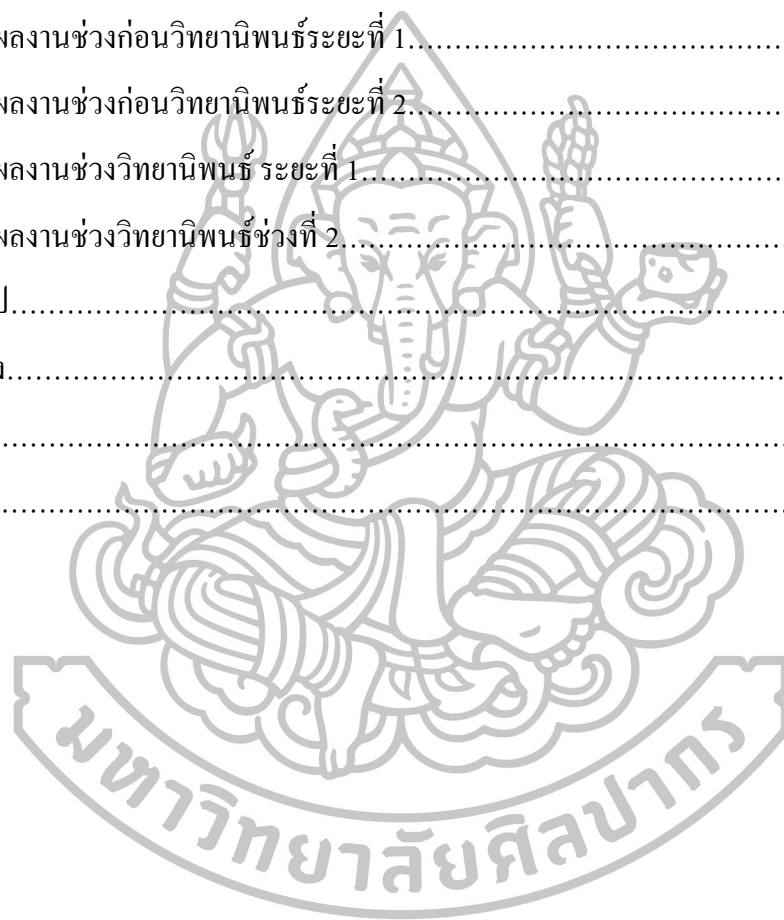 ผลงานช่วงก่อนวิทยานิพนธ์ระยะที่ 1
ผลงานช่วงก่อนวิทยานิพนธ์ระยะที่ 2
ผลงานช่วงวิทยานิพนธ์ ระยะที่ 1
ผลงานช่วงวิทยานิพนธ์ช่วงที่ 2
มหาวิทยาลัยศิลปากร